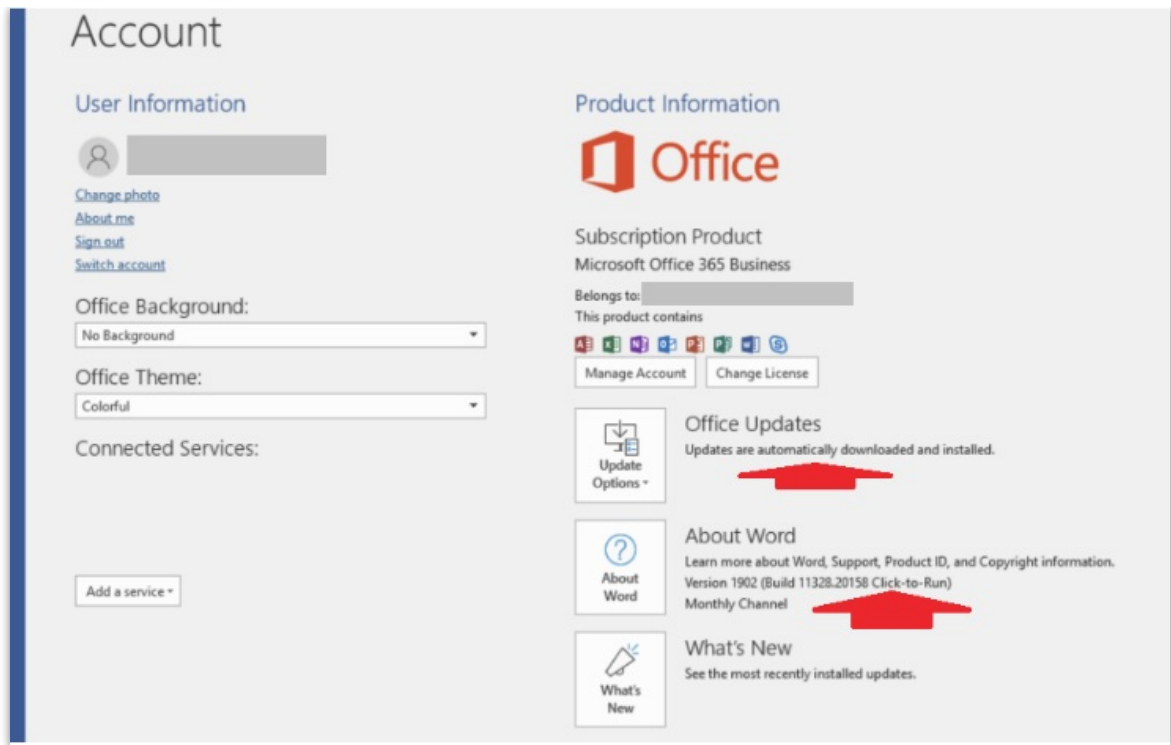 Account
User Information
Change photo
About me
Sign out
Switch account
Office Background:
No Background
Office Theme:
Colorful
Connected Services:
Add a service
Product Information
Office
Subscription Product
Microsoft Office 365 Business
Belongs to:
This product contains
Manage Account
Change License
Update
Options
Office Updates
Updates are automatically downloaded and installed.
About
Word
About Word
Learn more about Word, Support, Product ID, and Copyright information.
Version 1902 (Build 11328.20158 Click-to-Run)
Monthly Channel
What's
New
What's New
See the most recently installed updates.